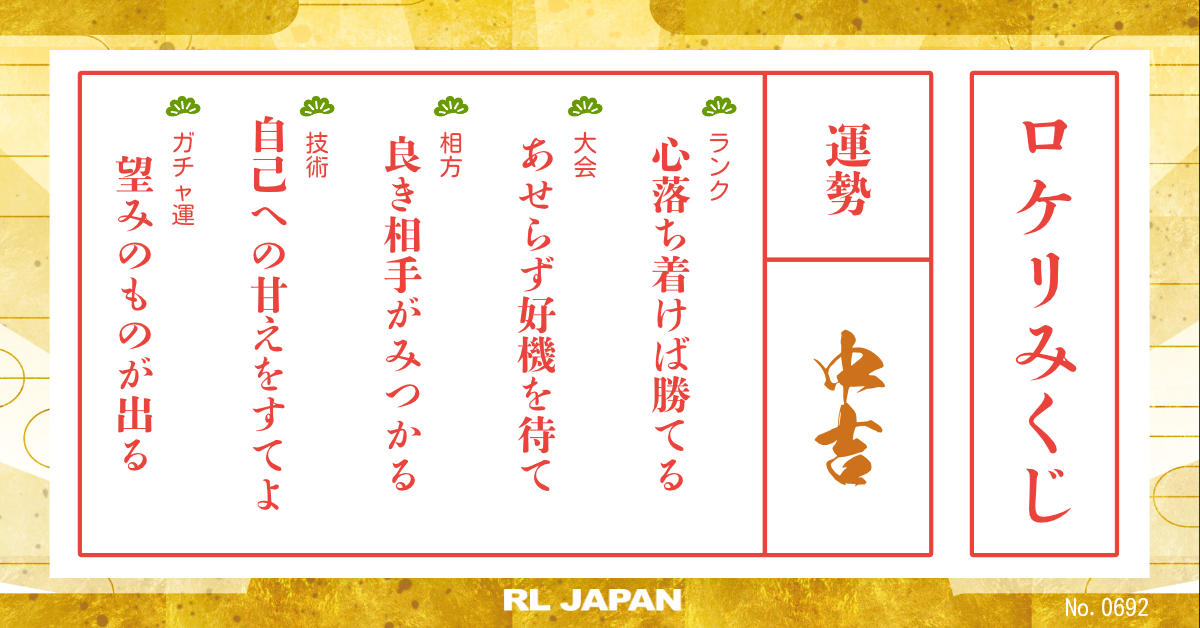 ロケリみくじ
運勢
中吉
ランク
心落ち着けば勝てる
大会
あせらず好機を待て
相方
良き相手がみつかる
技術
自己への甘えをすてよ
ガチャ運
望みのものが出る
RL JAPAN
No. 0692